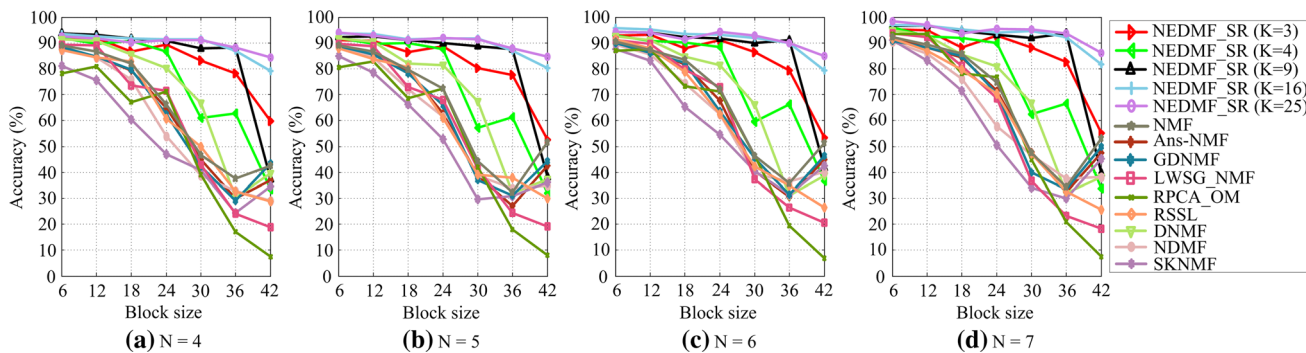 Accuracy (%)
100
90
80
70
60
50
40
30
20
10
0
6 12 18 24 30 36 42
Block size
(a) N = 4
Accuracy (%)
100
90
80
70
60
50
40
30
20
10
0
6 12 18 24 30 36 42
Block size
(b) N = 5
Accuracy (%)
100
90
80
70
60
50
40
30
20
10
0
6 12 18 24 30 36 42
Block size
(c) N = 6
Accuracy (%)
100
90
80
70
60
50
40
30
20
10
0
6 12 18 24 30 36 42
Block size
(d) N = 7
NEDMF_SR (K=3)
NEDMF_SR (K=4)
NEDMF_SR (K=9)
NEDMF_SR (K=16)
NEDMF_SR (K=25)
NMF
Ans-NMF
GDNMF
LWSG_NMF
RPCA_OM
RSSL
DNMF
NDMF
SKNMF